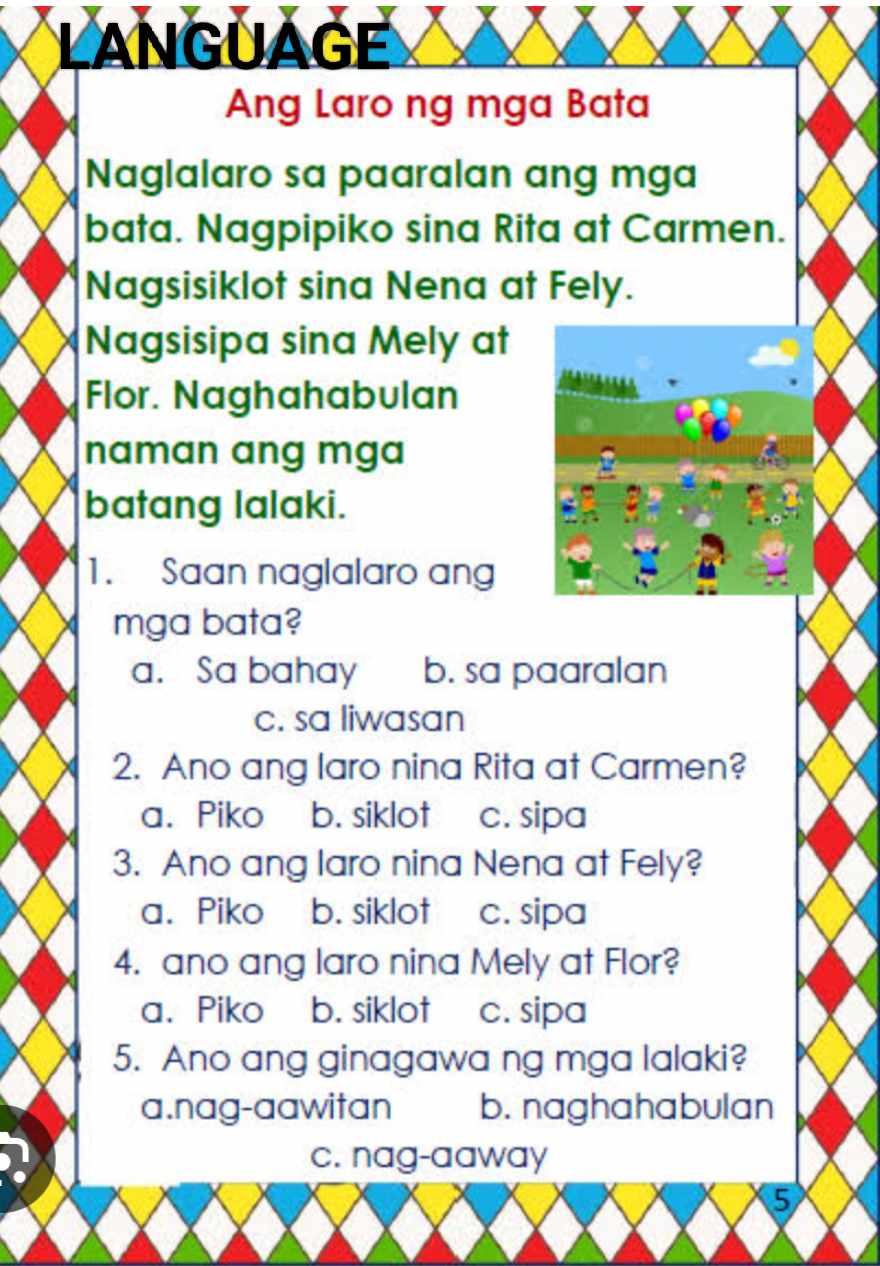 LANGUAGE
Ang Laro ng mga Bata
Naglalaro sa paaralan ang mga
bata. Nagpipiko sina Rita at Carmen.
Nagsisiklot sina Nena at Fely.
Nagsisipa sina Mely at
Flor. Naghahabulan
naman ang mga
batang lalaki.
1. Saan naglalaro ang
mga bata?
a. Sa bahay b. sa paaralan
c. sa liwasan
2. Ano ang laro nina Rita at Carmen?
a. Piko b. siklot c. sipa
3. Ano ang laro nina Nena at Fely?
a. Piko b. siklot c. sipa
4. ano ang laro nina Mely at Flor?
a. Piko b. siklot c. sipa
5. Ano ang ginagawa ng mga lalaki?
a.nag-aawitan b. naghahabulan
c. nag-aaway
5